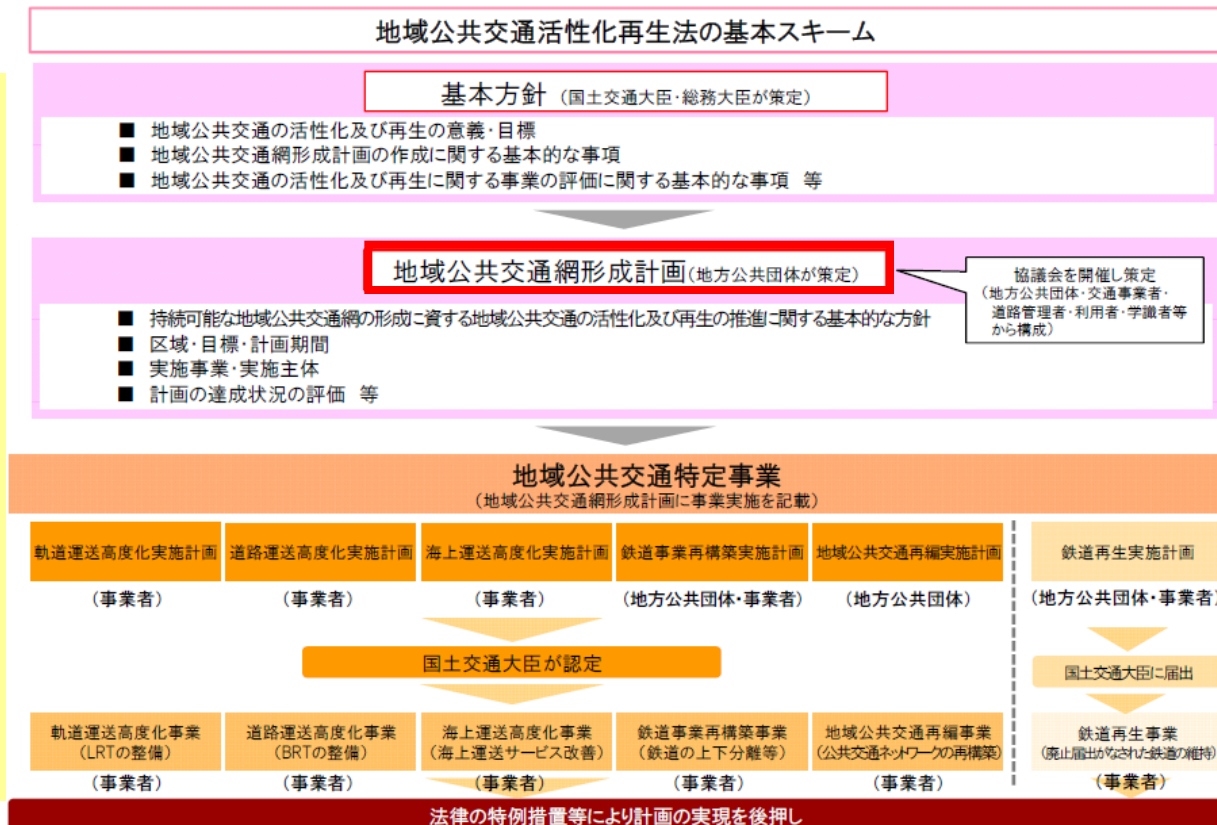 地域公共交通活性化再生法の基本スキーム
基本方針 (国土交通大臣･総務大臣が策定)
■ 地域公共交通の活性化及び再生の意義･目標
■ 地域公共交通網形成計画の作成に関する基本的な事項
■ 地域公共交通の活性化及び再生に関する事業の評価に関する基本的な事項 等
地域公共交通網形成計画(地方公共団体が策定)
協議会を開催し策定
(地方公共団体･交通事業者･
道路管理者･利用者･学識者等
から構成)
■ 持続可能な地域公共交通網の形成に資する地域公共交通の活性化及び再生の推進に関する基本的な方針
■ 区域･目標･計画期間
■ 実施事業･実施主体
■ 計画の達成状況の評価 等
地域公共交通特定事業
(地域公共交通網形成計画に事業実施を記載)
軌道運送高度化実施計画 道路運送高度化実施計画 海上運送高度化実施計画 鉄道事業再構築実施計画 地域公共交通再編実施計画 鉄道再生実施計画
(事業者) (事業者) (事業者) (地方公共団体･事業者) (地方公共団体) (地方公共団体･事業者)
国土交通大臣が認定 国土交通大臣に届出
軌道運送高度化事業 道路運送高度化事業 海上運送高度化事業 鉄道事業再構築事業 地域公共交通再編事業 鉄道再生事業
(LRTの整備) (BRTの整備) (海上運送サービス改善) (鉄道の上下分離等) (公共交通ネットワークの再構築) (廃止届出がなされた鉄道の維持)
(事業者) (事業者) (事業者) (事業者) (事業者) (事業者)
法律の特例措置等により計画の実現を後押し